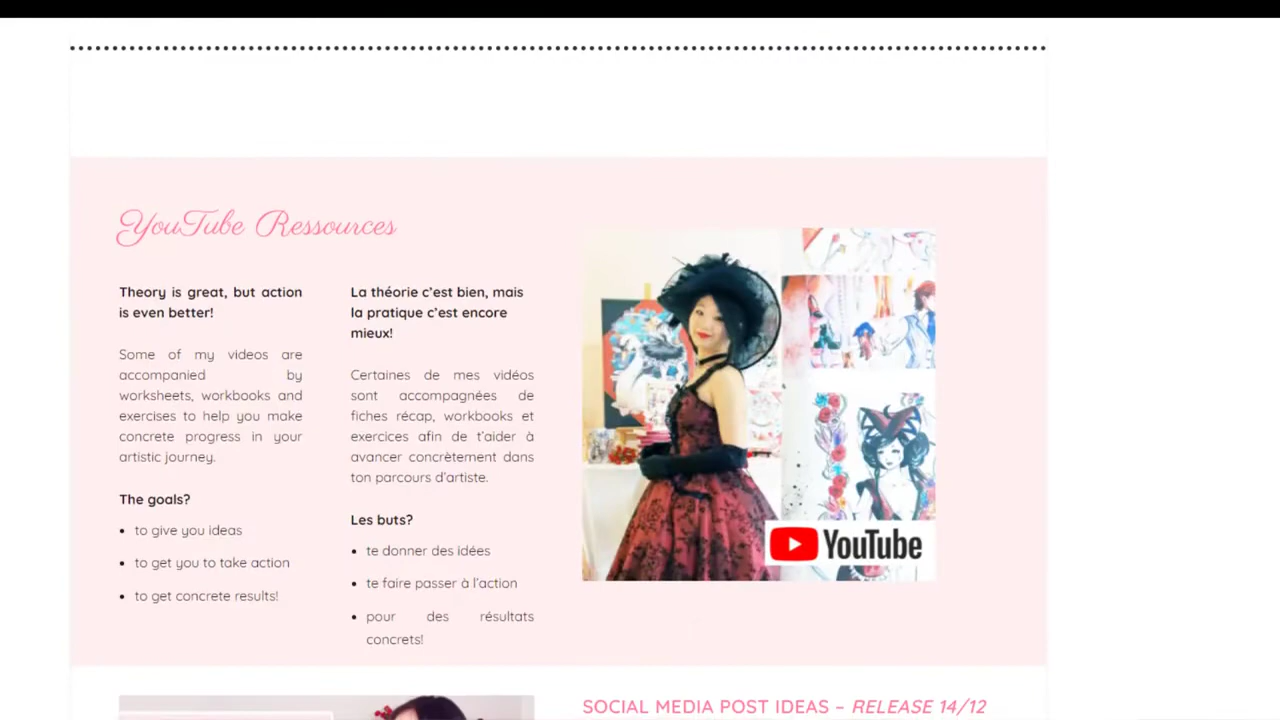 YouTube Ressources
Theory is great, but action
is even better!
Some of my videos are
accompanied by
worksheets, workbooks and
exercises to help you make
concrete progress in your
artistic journey.
The goals?
• to give you ideas
• to get you to take action
• to get concrete results!
La théorie c’est bien, mais
la pratique c’est encore
mieux!
Certaines de mes vidéos
sont accompagnées de
fiches récap, workbooks et
exercices afin de t’aider à
avancer concrètement dans
ton parcours d’artiste.
Les buts?
• te donner des idées
• te faire passer à l’action
• pour des résultats
concrets!
YouTube
SOCIAL MEDIA POST IDEAS – RELEASE 14/12